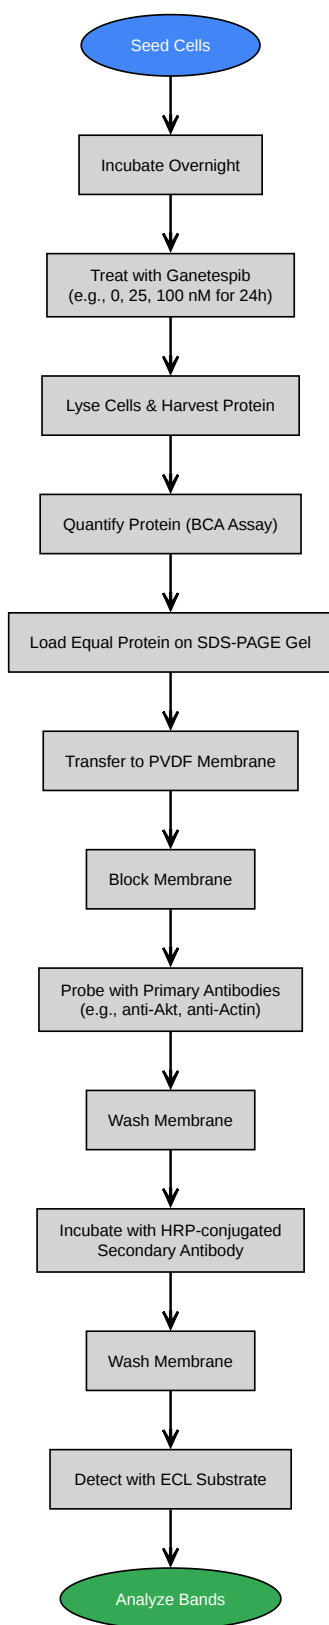 Seed Cells
Incubate Overnight
Treat with Ganetespib
(e.g., 0, 25, 100 nM for 24h)
Lyse Cells & Harvest Protein
Quantify Protein (BCA Assay)
Load Equal Protein on SDS-PAGE Gel
Transfer to PVDF Membrane
Block Membrane
Probe with Primary Antibodies
(e.g., anti-Akt, anti-Actin)
Wash Membrane
Incubate with HRP-conjugated
Secondary Antibody
Wash Membrane
Detect with ECL Substrate
Analyze Bands